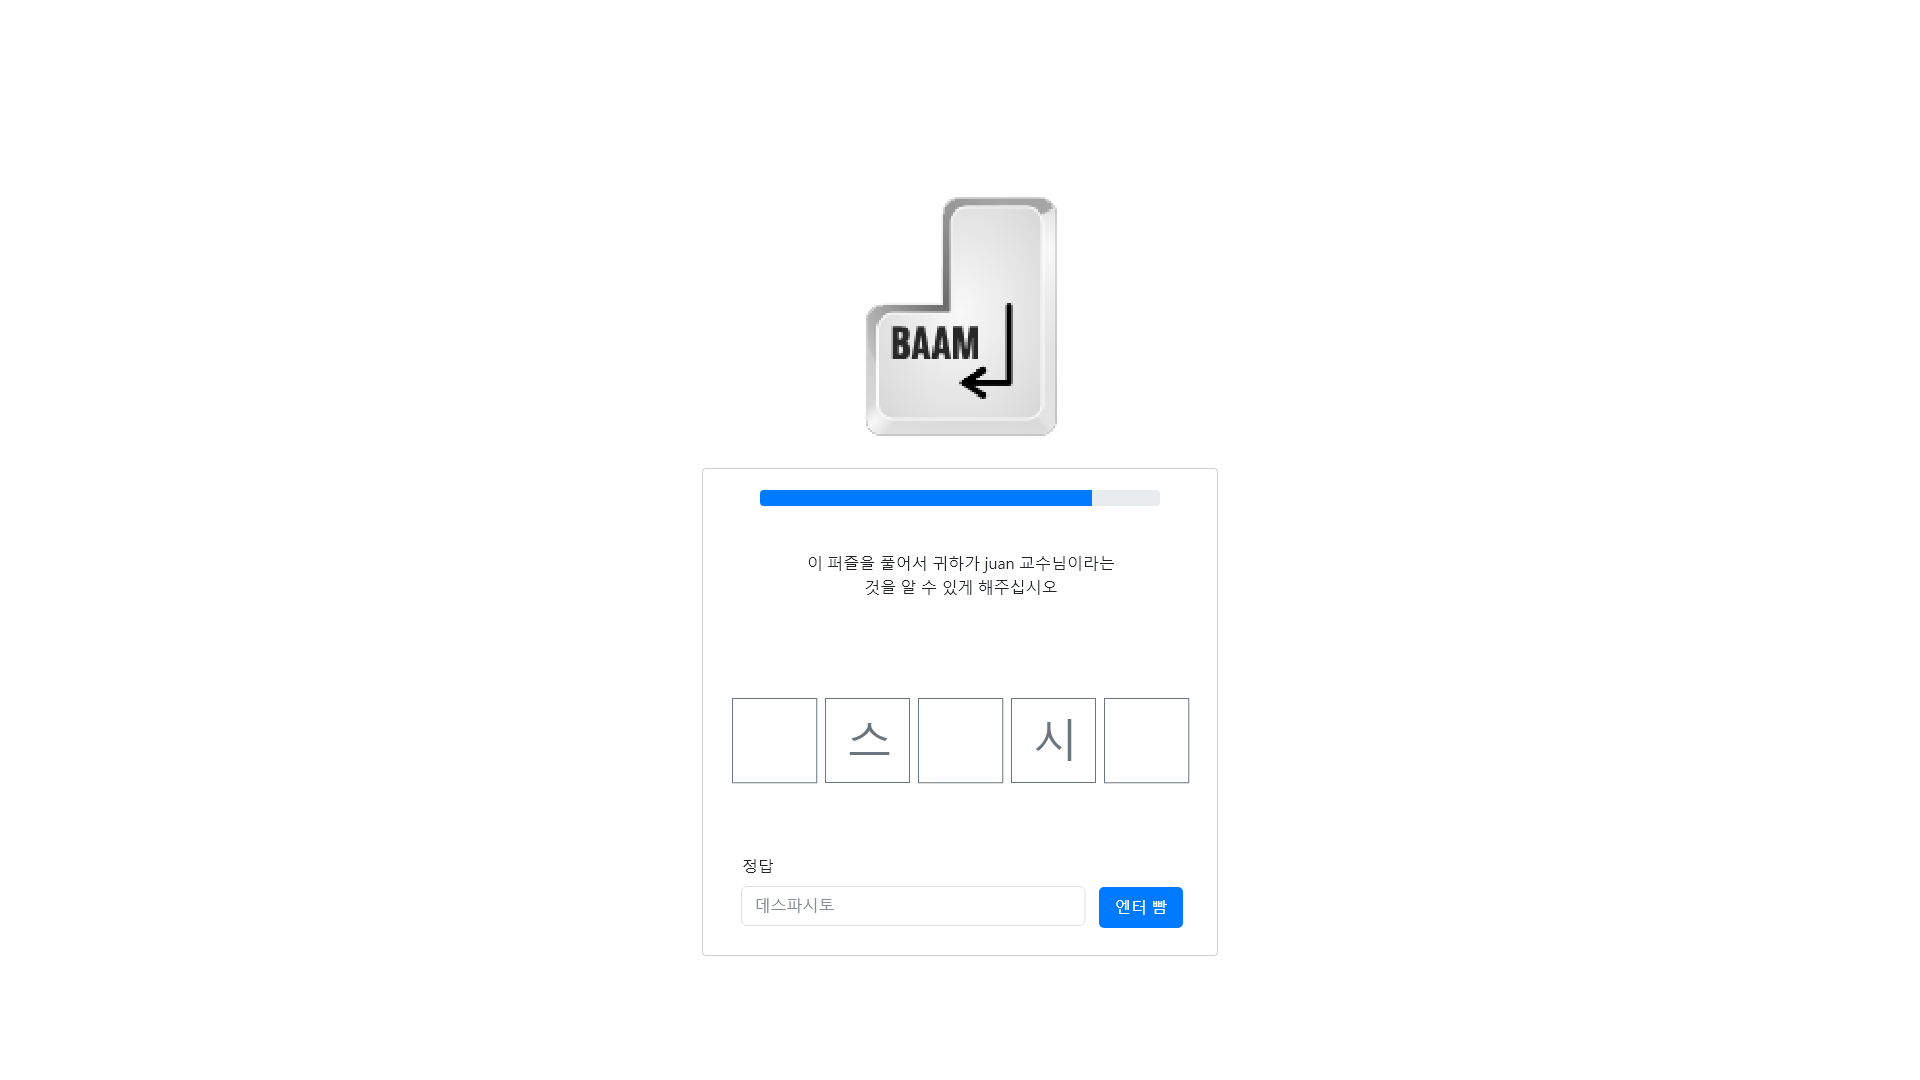 BAAM
이 퍼즐을 풀어서 귀하가 juan 교수님이라는
것을 알 수 있게 해주십시오
스 시
정답
데스파시토
엔터 빰